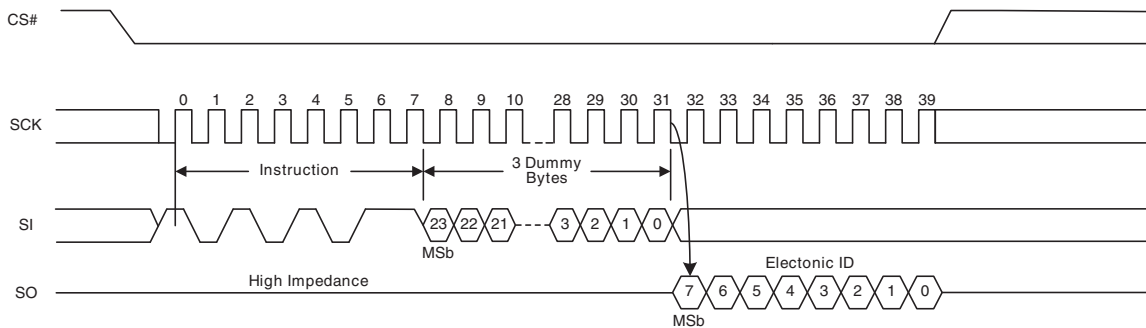 CS#
0 1 2 3 4 5 6 7 8 9 10 28 29 30 31 32 33 34 35 36 37 38 39
SCK
Instruction
3 Dummy
Bytes
SI
23 22 21 3 2 1 0
MSb
High Impedance
Electonic ID
SO
7 6 5 4 3 2 1 0
MSb